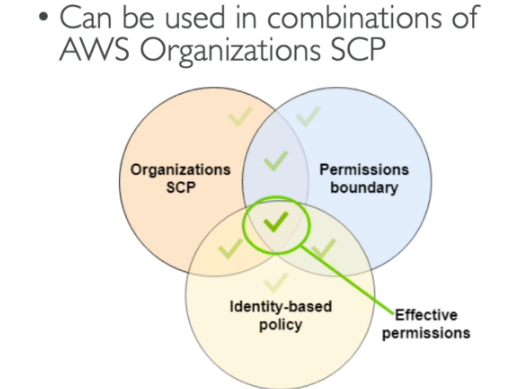 • Can be used in combinations of
AWS Organizations SCP
Organizations
SCP
Permissions
boundary
Identity-based
policy
Effective
permissions